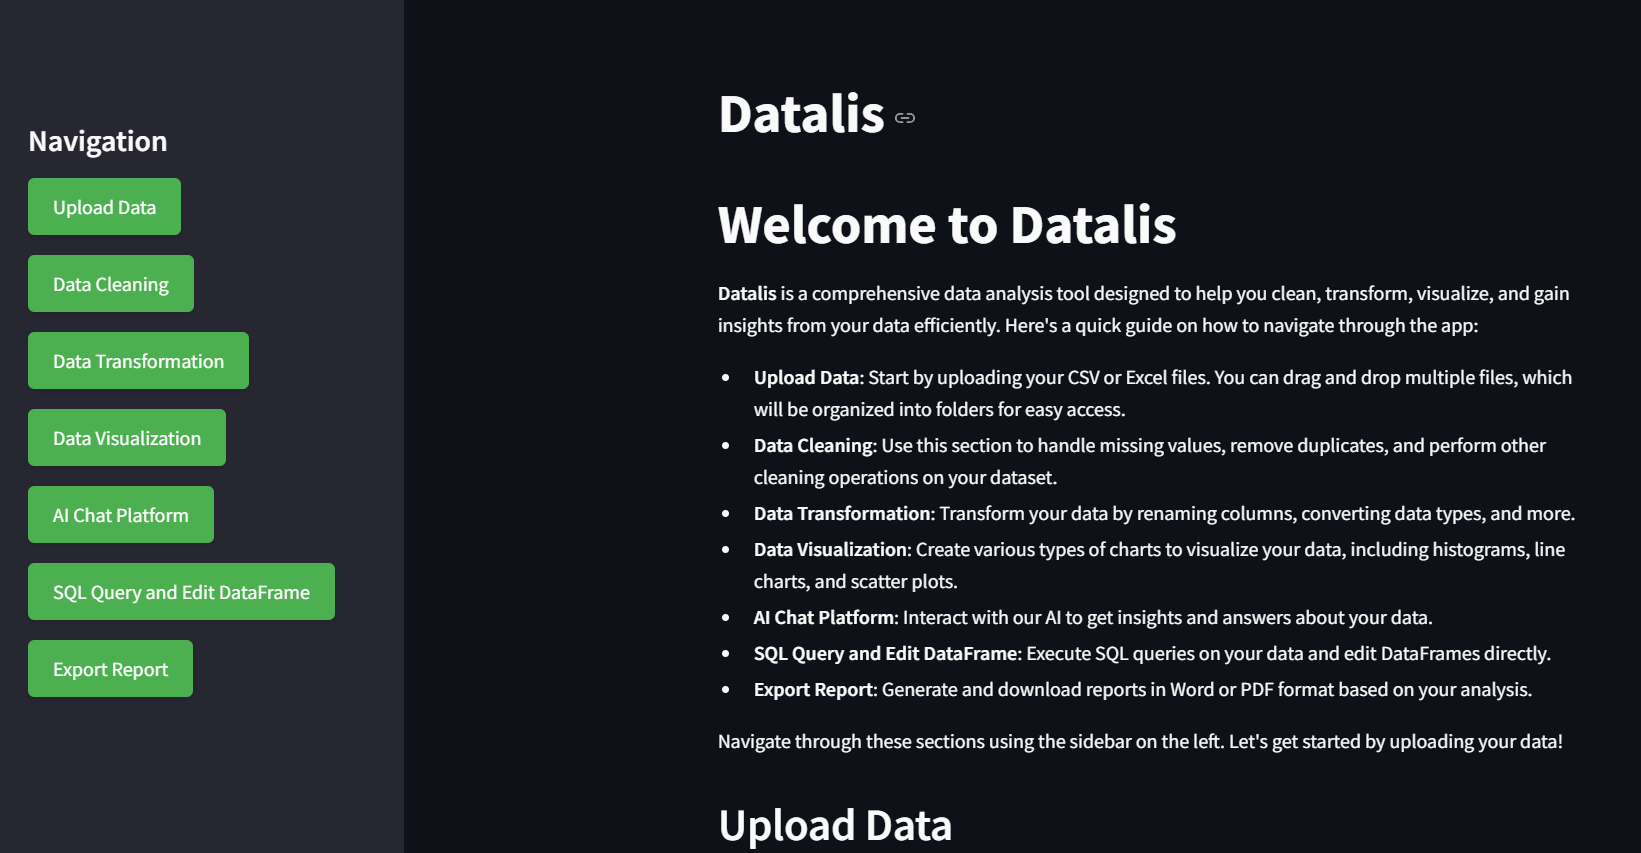 Navigation
Upload Data
Data Cleaning
Data Transformation
Data Visualization
AI Chat Platform
SQL Query and Edit DataFrame
Export Report
Datalis
Welcome to Datalis
Datalis is a comprehensive data analysis tool designed to help you clean, transform, visualize, and gain
insights from your data efficiently. Here's a quick guide on how to navigate through the app:
• Upload Data: Start by uploading your CSV or Excel files. You can drag and drop multiple files, which
will be organized into folders for easy access.
• Data Cleaning: Use this section to handle missing values, remove duplicates, and perform other
cleaning operations on your dataset.
• Data Transformation: Transform your data by renaming columns, converting data types, and more.
• Data Visualization: Create various types of charts to visualize your data, including histograms, line
charts, and scatter plots.
• AI Chat Platform: Interact with our AI to get insights and answers about your data.
• SQL Query and Edit DataFrame: Execute SQL queries on your data and edit DataFrames directly.
• Export Report: Generate and download reports in Word or PDF format based on your analysis.
Navigate through these sections using the sidebar on the left. Let's get started by uploading your data!
Upload Data